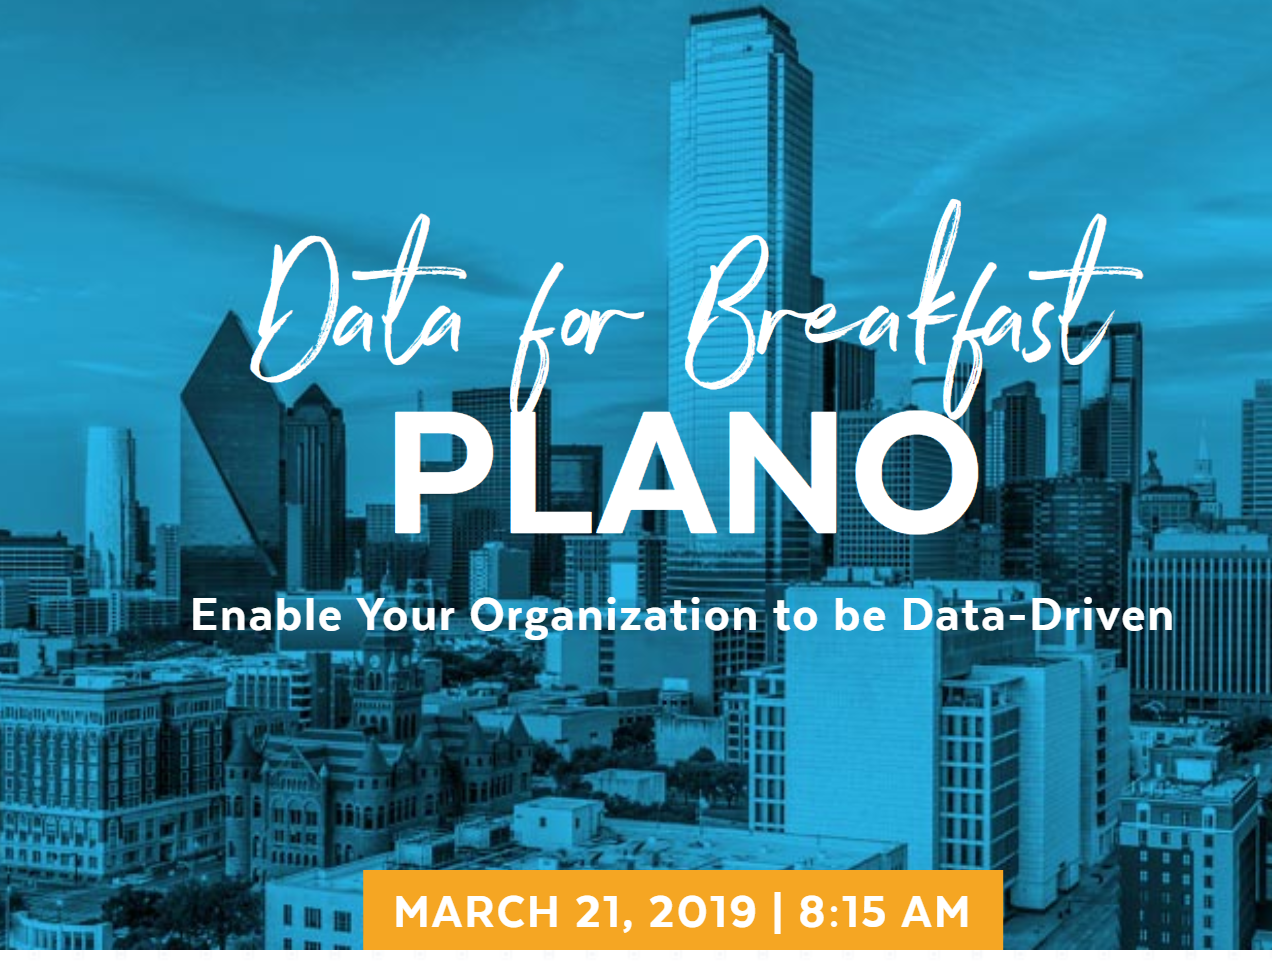 Data for Breakfast
PLANO
Enable Your Organization to be Data-Driven
MARCH 21, 2019 | 8:15 AM